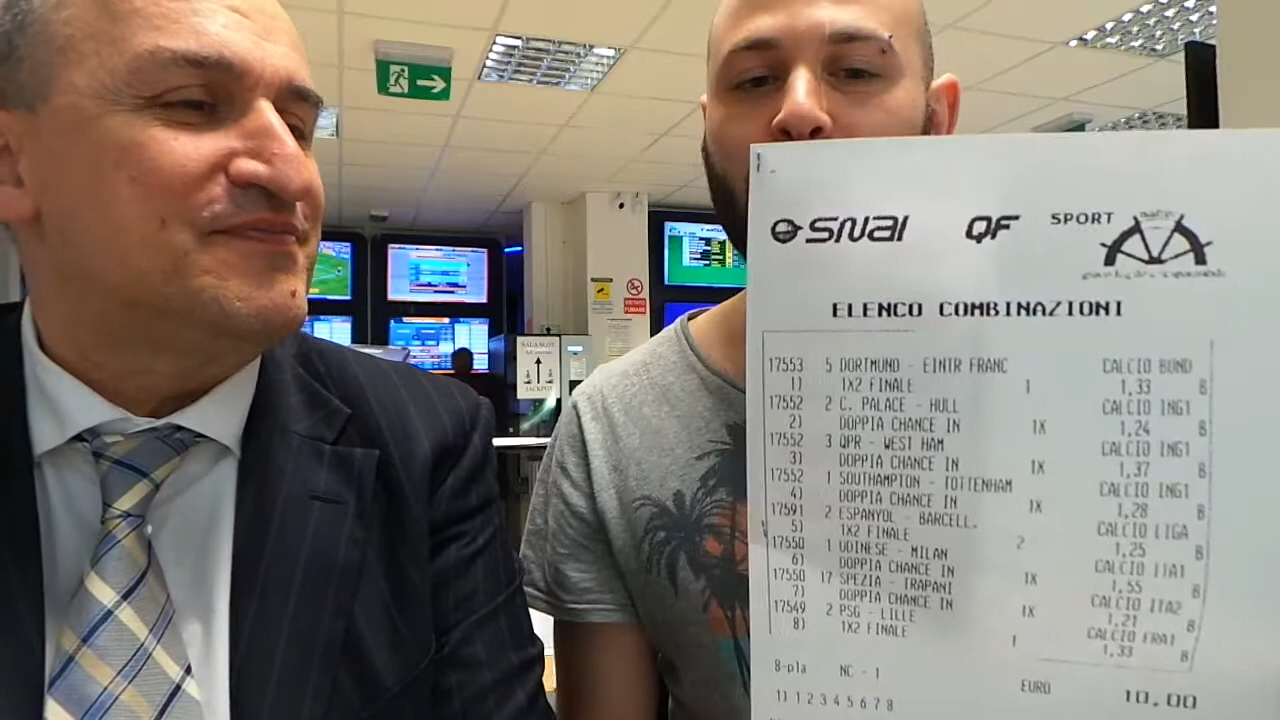 SNAI QF SPORT
ELENCO COMBINAZIONI
17553 5 DORTMUND - EINTR FRANC CALCIO BUND
1) 1X2 FINALE 1 1,33 B
17552 2 C. PALACE - HULL CALCIO ING1
2) DOPPIA CHANCE IN 1X 1,24 B
17552 3 QPR - WEST HAM CALCIO ING1
3) DOPPIA CHANCE IN 1X 1,37 B
17552 1 SOUTHAMPTON - TOTTENHAM CALCIO ING1
4) DOPPIA CHANCE IN 1X 1,28 B
17591 2 ESPANYOL - BARCELL. CALCIO LIGA
5) 1X2 FINALE 2 1,25 B
17550 1 UDINESE - MILAN CALCIO ITA1
6) DOPPIA CHANCE IN 1X 1,55 B
17550 17 SPEZIA - TRAPANI CALCIO ITA2
7) DOPPIA CHANCE IN 1X 1,21 B
17549 2 PSG - LILLE CALCIO FRA1
8) 1X2 FINALE 1 1,33 B
8-pla NC - 1
EURO 10.00
1) 1 2 3 4 5 6 7 8
VIETATO
FUMARE
SALA SLOT
JACKPOT